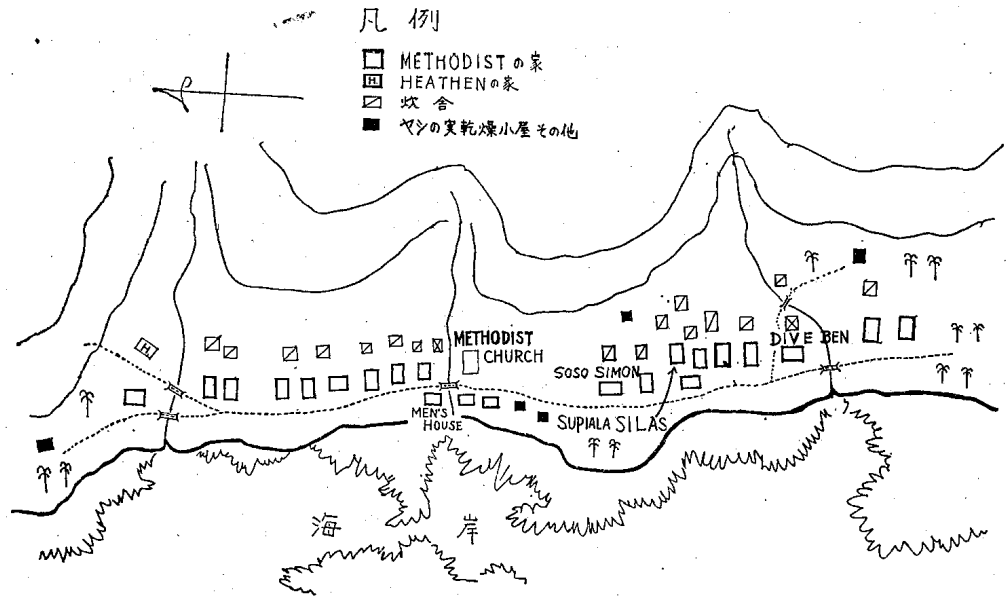 凡例
METHODISTの家
H HEATHENの家
炊舎
ヤシの実乾燥小屋その他
H
METHODIST
CHURCH
DIVE BEN
SOSO SIMON
MEN'S
HOUSE
SUPIALA SILAS
海岸